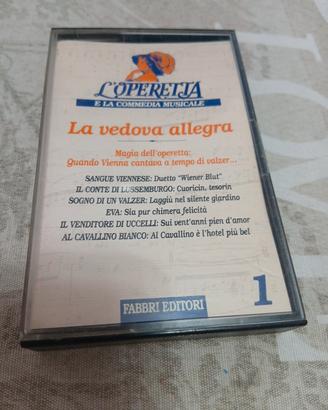 L'OPERETTA
E LA COMMEDIA MUSICALE
La vedova allegra
Magia dell'operetta:
Quando Vienna cantava a tempo di valzer...
SANGUE VIENNESE: Duetto "Wiener Blut"
IL CONTE DI LUSSEMBURGO: Cuoricin, tesorin
SOGNO DI UN VALZER: Laggiù nel silente giardino
EVA: Sia pur chimera felicità
IL VENDITORE DI UCCELLI: Sui vent'anni pien d'amor
AL CAVALLINO BIANCO: Al Cavallino è l'hotel più bel
FABBRI EDITORI
1